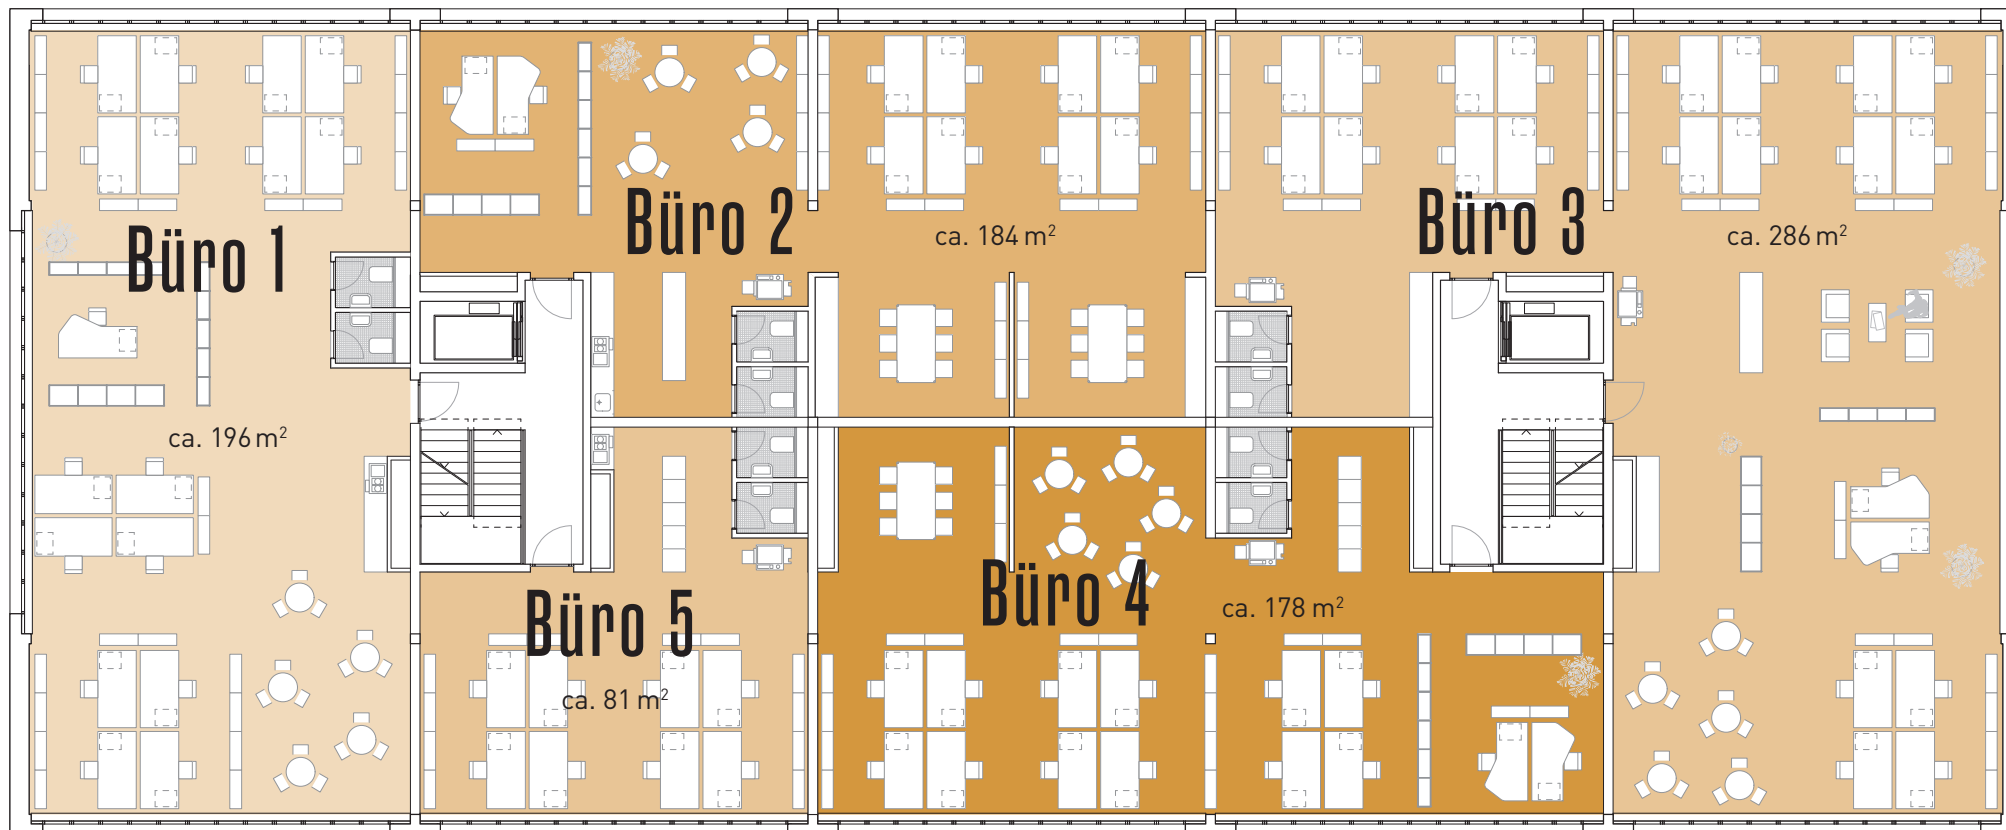 Büro 1
ca. 196 m²
Büro 2
ca. 184 m²
Büro 3
ca. 286 m²
Büro 4
ca. 178 m²
Büro 5
ca. 81 m²